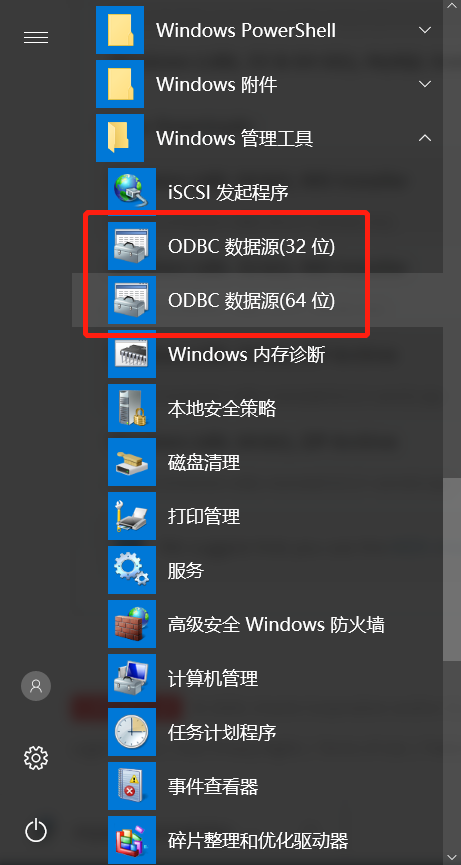 Windows PowerShell
Windows 附件
Windows 管理工具
iSCSI 发起程序
ODBC 数据源(32 位)
ODBC 数据源(64 位)
Windows 内存诊断
本地安全策略
磁盘清理
打印管理
服务
高级安全 Windows 防火墙
计算机管理
任务计划程序
事件查看器
碎片整理和优化驱动器